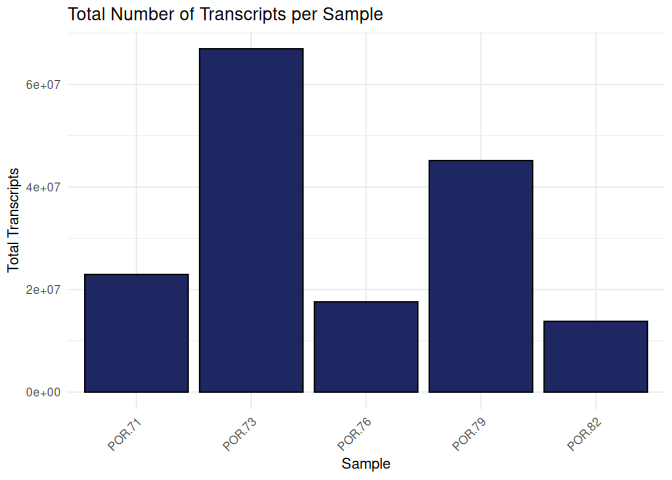 Total Number of Transcripts per Sample
6e+07
4e+07
2e+07
0e+00
Total Transcripts
POR.71
POR.73
POR.76
POR.79
POR.82
Sample